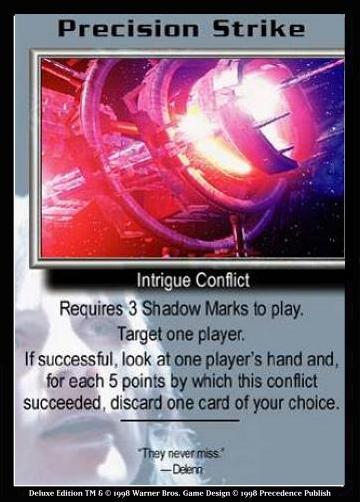 Precision Strike
Intrigue Conflict
Requires 3 Shadow Marks to play.
Target one player.
If successful, look at one player's hand and,
for each 5 points by which this conflict
succeeded, discard one card of your choice.
"They never miss."
— Delenn
Deluxe Edition TM & © 1998 Warner Bros. Game Design © 1998 Precedence Publish